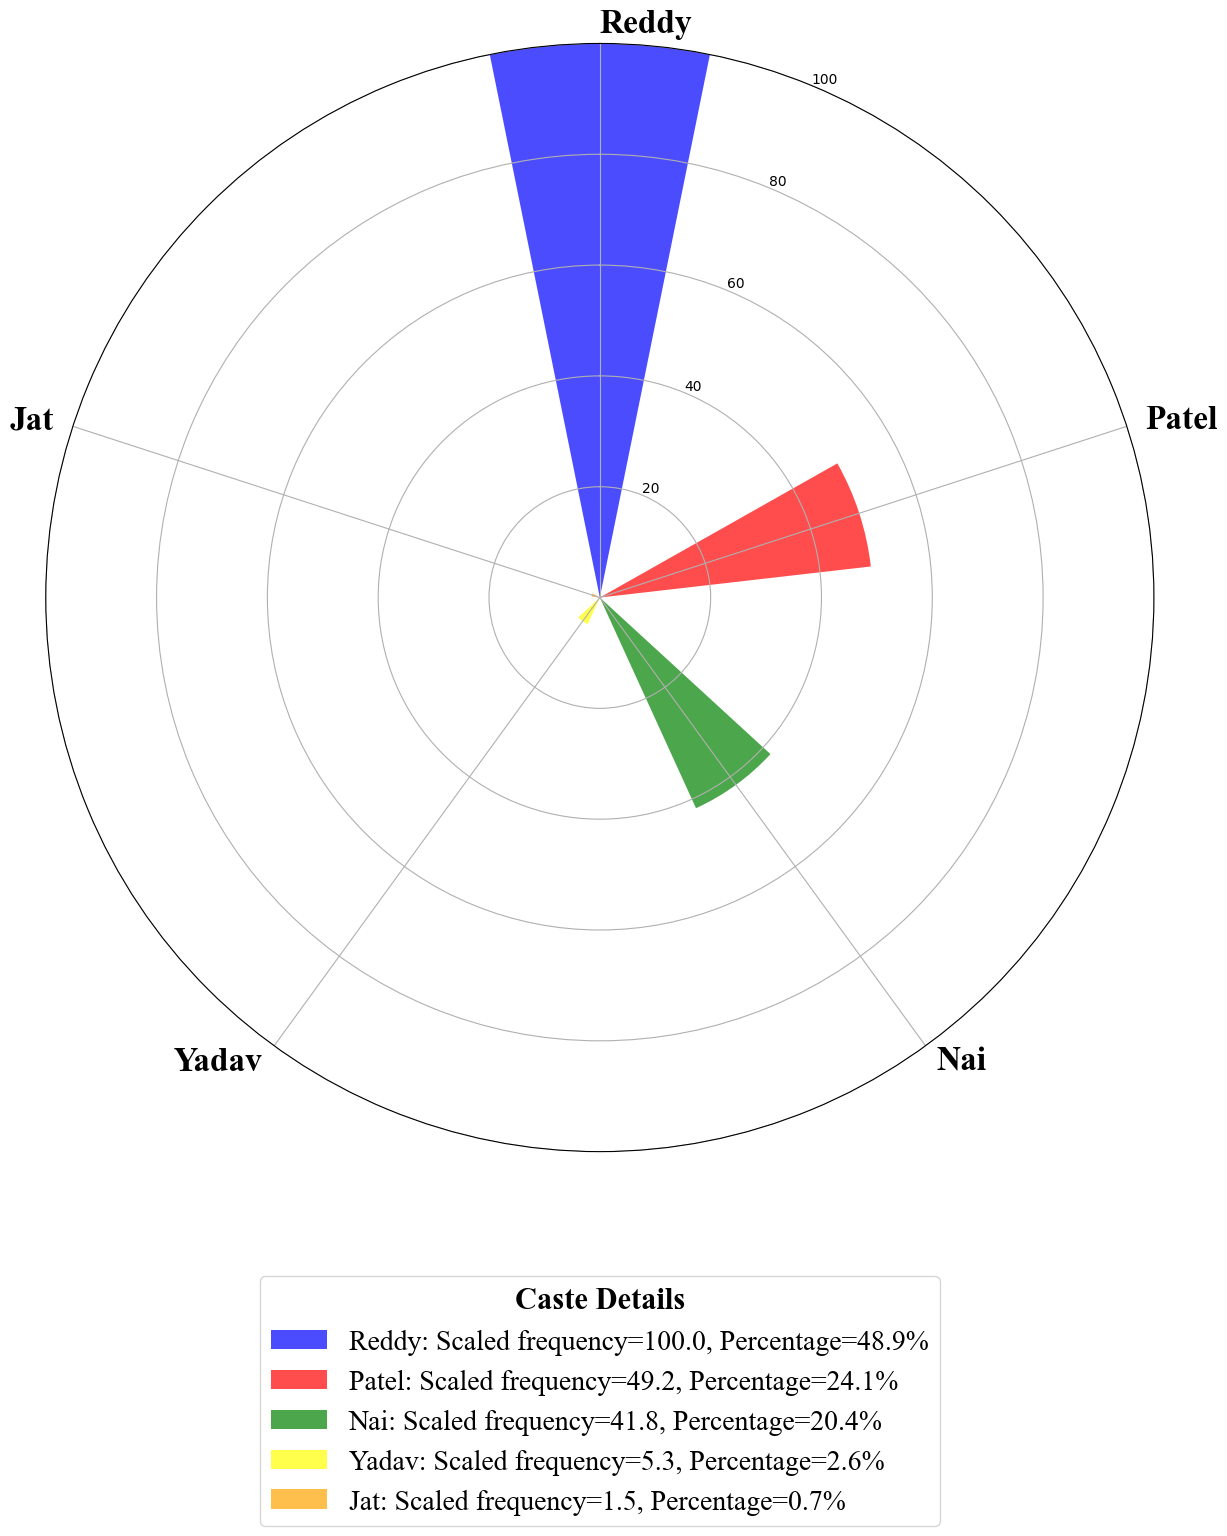 Reddy
100
80
60
40
20
Jat
Patel
Yadav
Nai
Caste Details
Reddy: Scaled frequency=100.0, Percentage=48.9%
Patel: Scaled frequency=49.2, Percentage=24.1%
Nai: Scaled frequency=41.8, Percentage=20.4%
Yadav: Scaled frequency=5.3, Percentage=2.6%
Jat: Scaled frequency=1.5, Percentage=0.7%